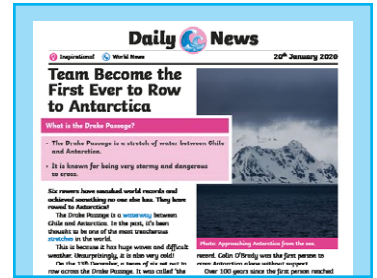 Daily News
Inspirational World News 20th January 2020
Team Become the
First Ever to Row
to Antarctica
What is the Drake Passage?
• The Drake Passage is a stretch of water between Chile
and Antarctica.
• It is known for being very stormy and dangerous
to cross.
Six rowers have smashed world records and
achieved something no one else has. They have
rowed to Antarctica!
The Drake Passage is a waterway between
Chile and Antarctica. In the past, it's been
thought to be one of the most treacherous
stretches in the world.
This is because it has huge waves and difficult
weather. Unsurprisingly, it is also very cold!
On the 13th December, a team of six set out to
row across the Drake Passage. It was called 'the
Photo: Approaching Antarctica from the sea.
record. Colin O'Brady was the first person to
cross Antarctica alone without support.
Over 100 years since the first person reached